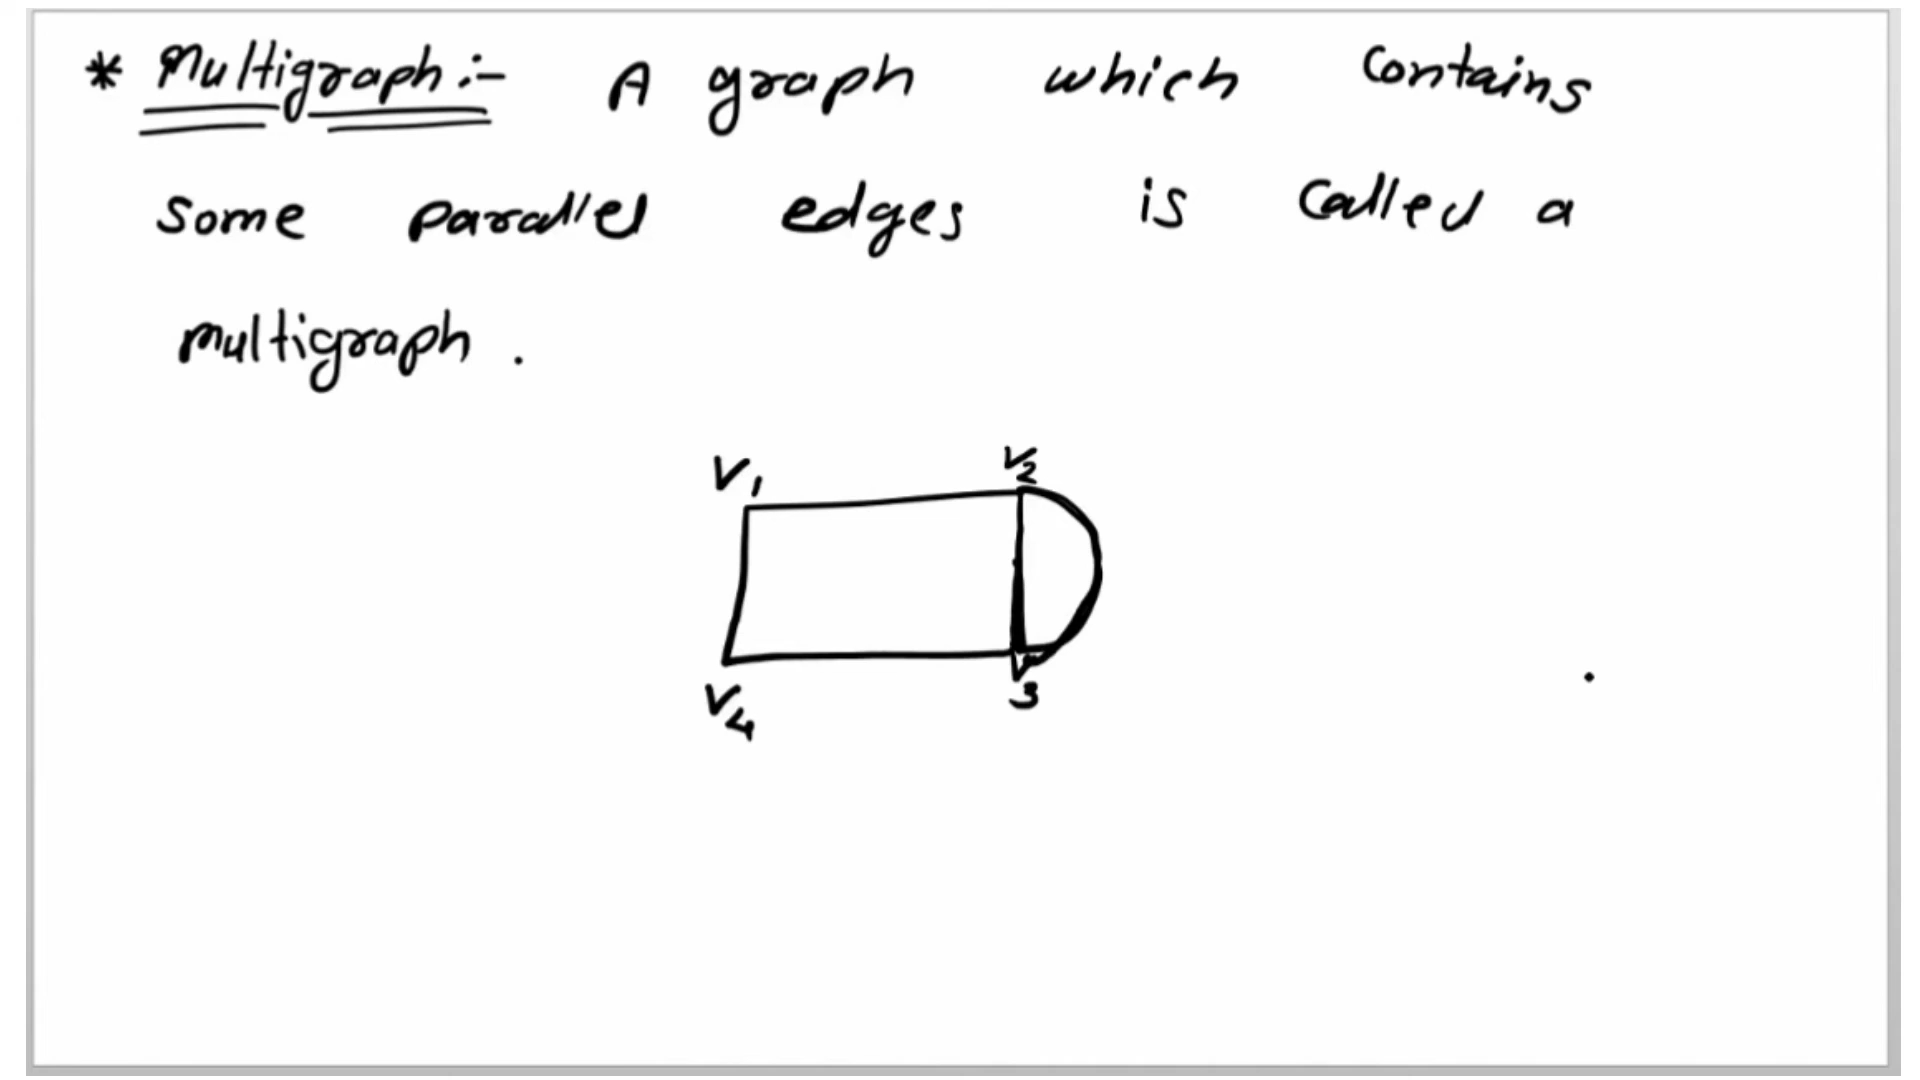 * Multigraph :- A graph which contains
some parallel edges is called a
multigraph .
V1 V2
V4 V3